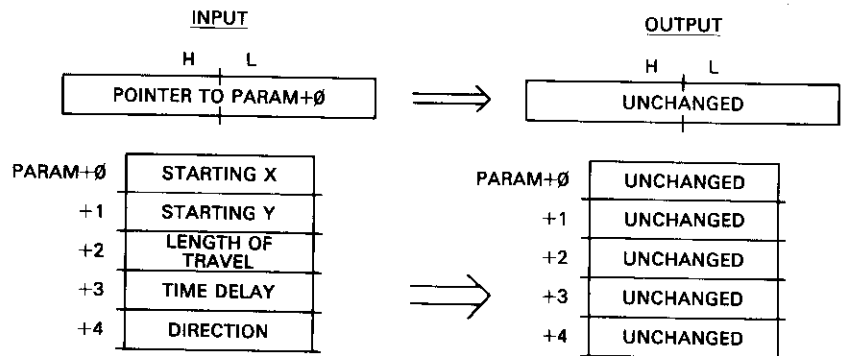 INPUT
OUTPUT
H L
H L
POINTER TO PARAM+Ø
UNCHANGED
PARAM+Ø STARTING X
+1 STARTING Y
+2 LENGTH OF TRAVEL
+3 TIME DELAY
+4 DIRECTION
PARAM+Ø UNCHANGED
+1 UNCHANGED
+2 UNCHANGED
+3 UNCHANGED
+4 UNCHANGED